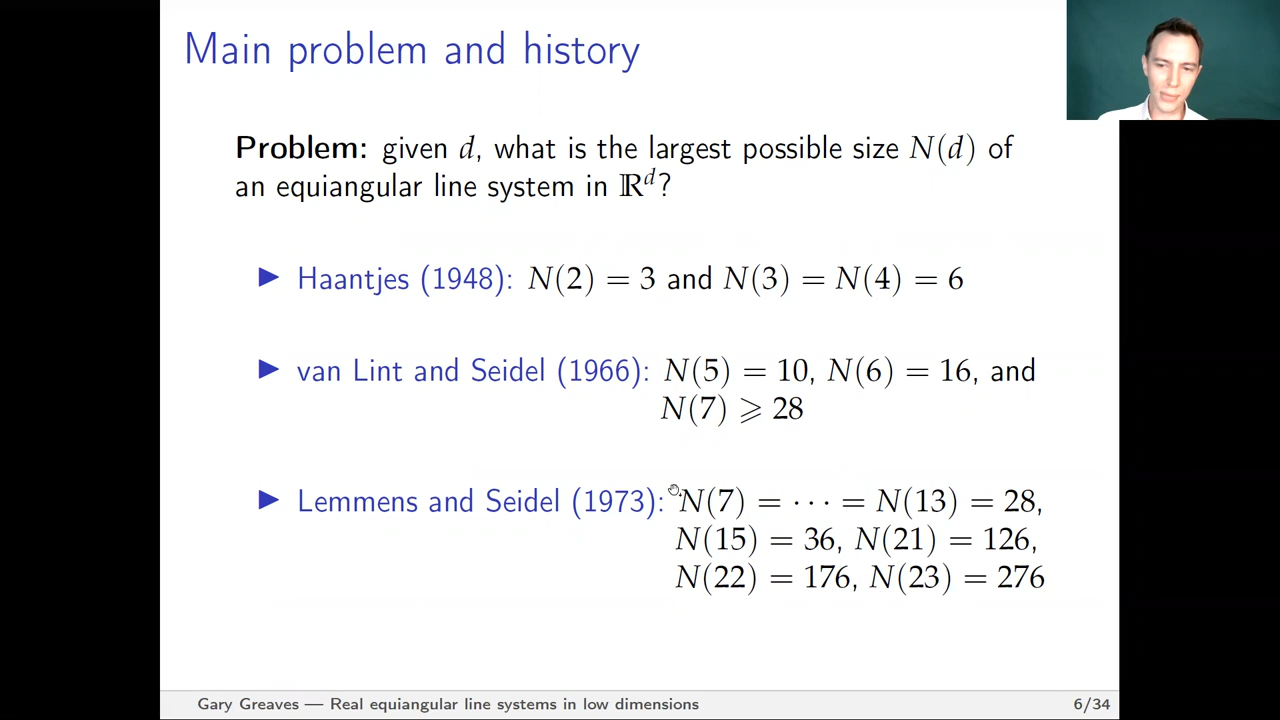 Main problem and history
Problem: given d, what is the largest possible size N(d) of
an equiangular line system in ℝᵈ?
▶ Haantjes (1948): N(2) = 3 and N(3) = N(4) = 6
▶ van Lint and Seidel (1966): N(5) = 10, N(6) = 16, and
N(7) ⩾ 28
▶ Lemmens and Seidel (1973): N(7) = · · · = N(13) = 28,
N(15) = 36, N(21) = 126,
N(22) = 176, N(23) = 276
Gary Greaves — Real equiangular line systems in low dimensions 6/34